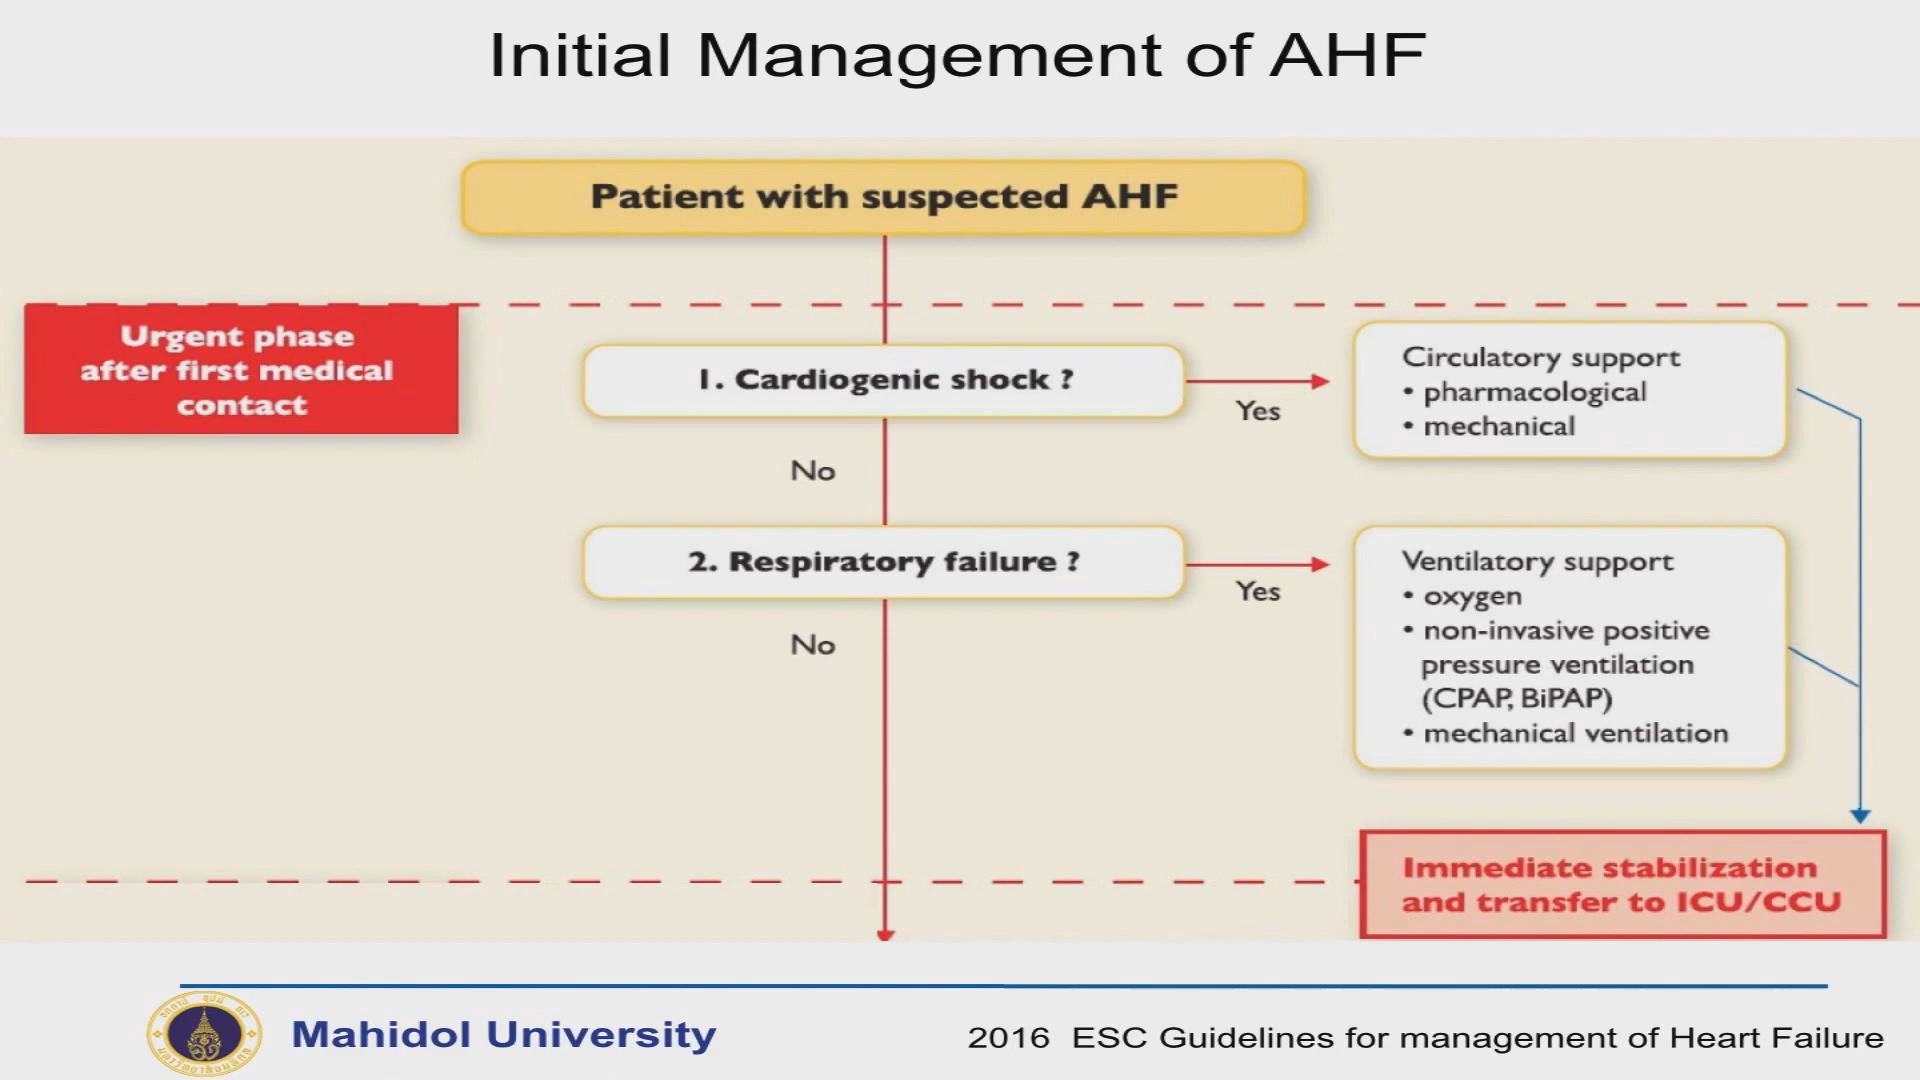 Initial Management of AHF
Patient with suspected AHF
Urgent phase
after first medical
contact
1. Cardiogenic shock ?
Yes
Circulatory support
• pharmacological
• mechanical
No
2. Respiratory failure ?
Yes
Ventilatory support
• oxygen
• non-invasive positive
pressure ventilation
(CPAP, BiPAP)
• mechanical ventilation
No
Immediate stabilization
and transfer to ICU/CCU
Mahidol University
2016 ESC Guidelines for management of Heart Failure